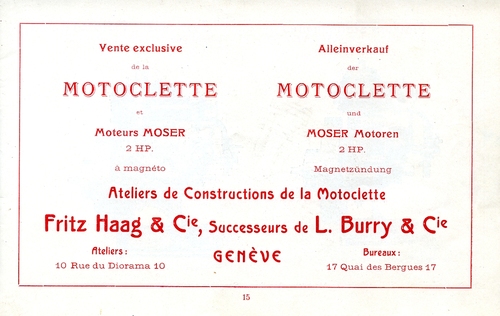 Vente exclusive
de la
MOTOCLETTE
et
Moteurs MOSER
2 HP.
à magnéto
Alleinverkauf
der
MOTOCLETTE
und
MOSER Motoren
2 HP.
Magnetzündung
Ateliers de Constructions de la Motoclette
Fritz Haag & Cie, Successeurs de L. Burry & Cie
Ateliers :
10 Rue du Diorama 10
GENÈVE
Bureaux :
17 Quai des Bergues 17
15